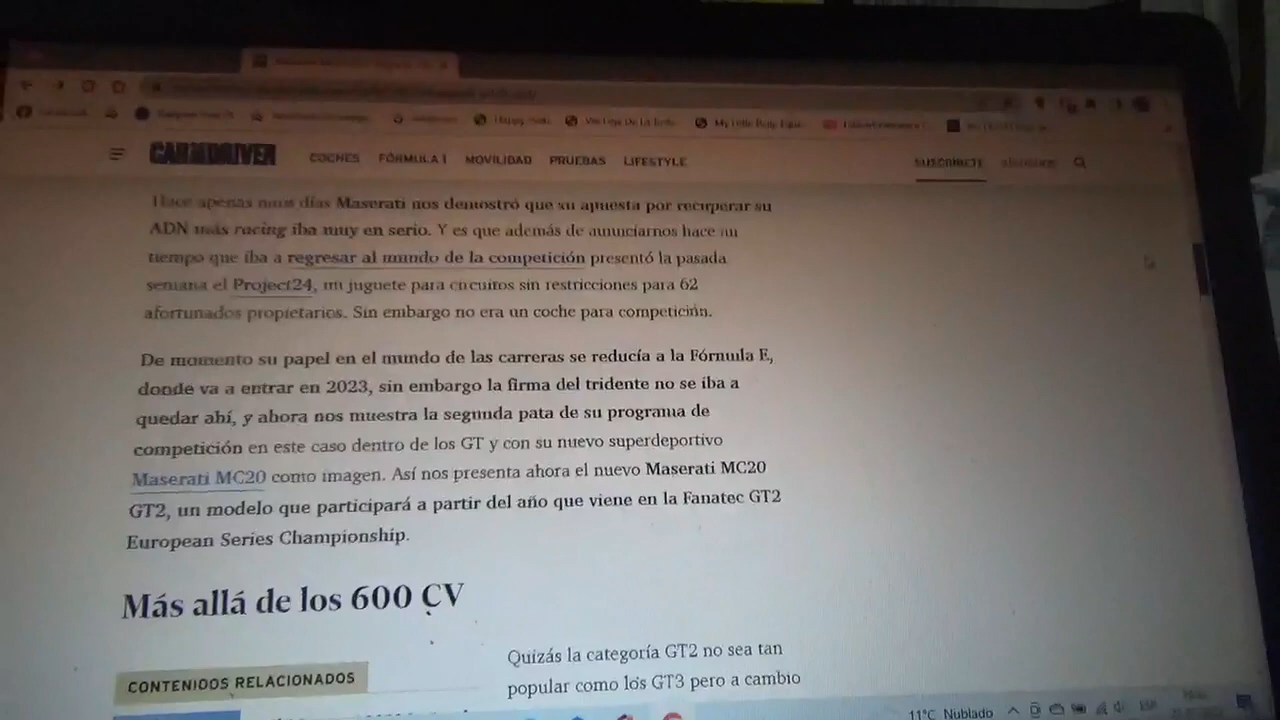 CAR AND DRIVER
COCHES FÓRMULA 1 MOVILIDAD PRUEBAS LIFESTYLE SUSCRÍBETE
Hace apenas unos días Maserati nos demostró que su apuesta por recuperar su
ADN más racing iba muy en serio. Y es que además de anunciarnos hace un
tiempo que iba a regresar al mundo de la competición presentó la pasada
semana el Project24, un juguete para circuitos sin restricciones para 62
afortunados propietarios. Sin embargo no era un coche para competición.
De momento su papel en el mundo de las carreras se reducía a la Fórmula E,
donde va a entrar en 2023, sin embargo la firma del tridente no se iba a
quedar ahí, y ahora nos muestra la segunda pata de su programa de
competición en este caso dentro de los GT y con su nuevo superdeportivo
Maserati MC20 como imagen. Así nos presenta ahora el nuevo Maserati MC20
GT2, un modelo que participará a partir del año que viene en la Fanatec GT2
European Series Championship.
Más allá de los 600 CV
Quizás la categoría GT2 no sea tan
popular como los GT3 pero a cambio
CONTENIDOS RELACIONADOS
11°C Nublado